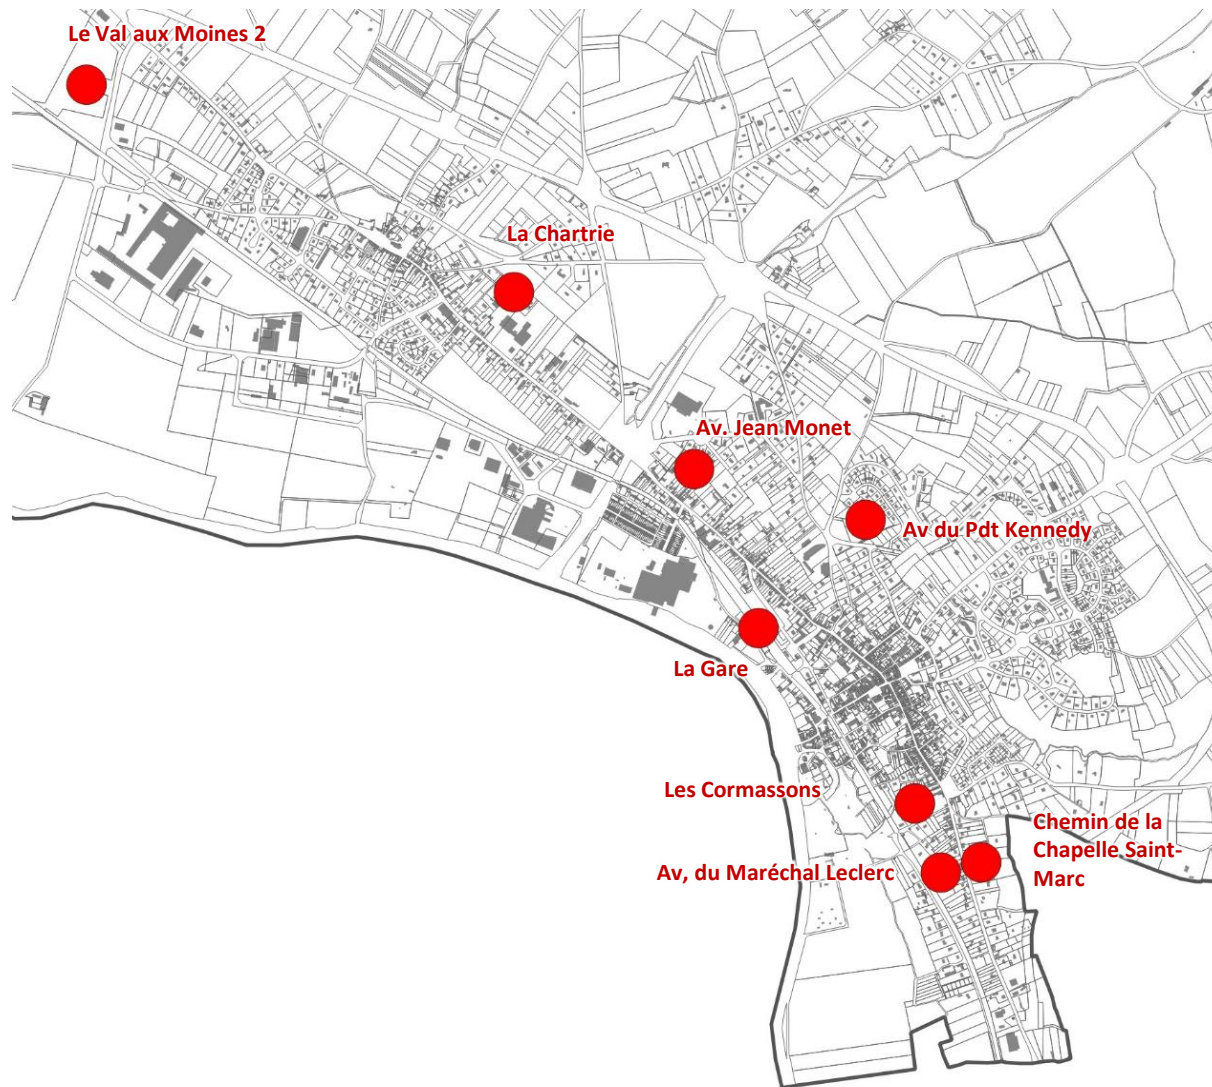 Le Val aux Moines 2
La Chartrie
Av. Jean Monet
Av du Pdt Kennedy
La Gare
Les Cormassons
Chemin de la
Chapelle Saint-
Marc
Av, du Maréchal Leclerc